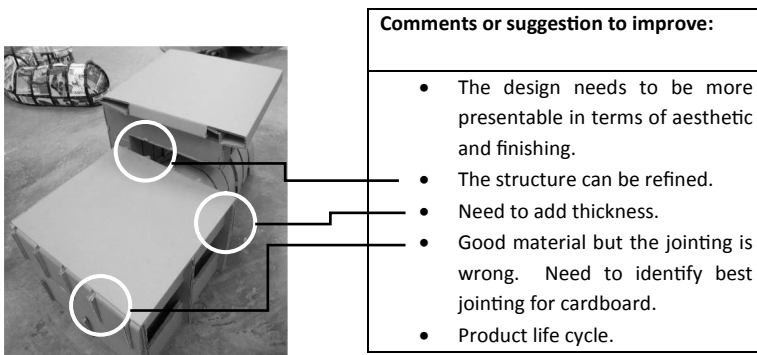 Comments or suggestion to improve:
• The design needs to be more
presentable in terms of aesthetic
and finishing.
• The structure can be refined.
• Need to add thickness.
• Good material but the jointing is
wrong. Need to identify best
jointing for cardboard.
• Product life cycle.